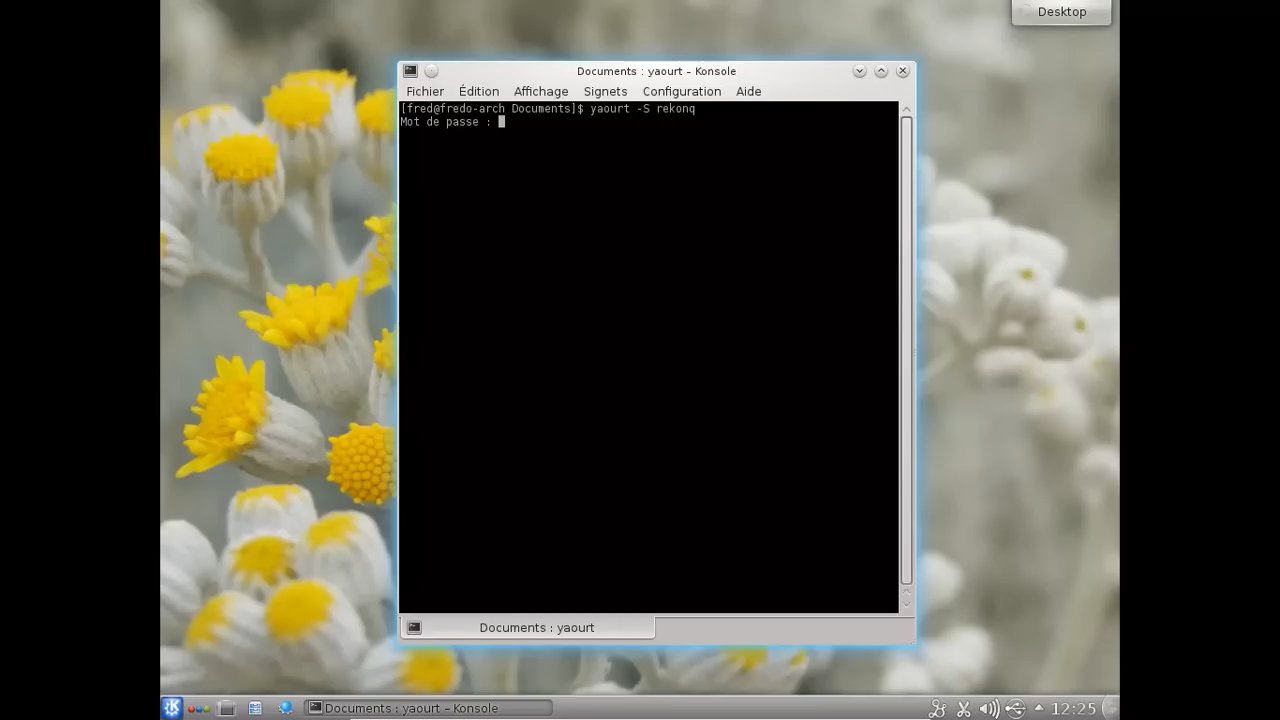 Desktop
Documents : yaourt – Konsole
Fichier Édition Affichage Signets Configuration Aide
[fred@fredo-arch Documents]$ yaourt -S rekonq
Mot de passe :
Documents : yaourt
Documents : yaourt – Konsole
12:25